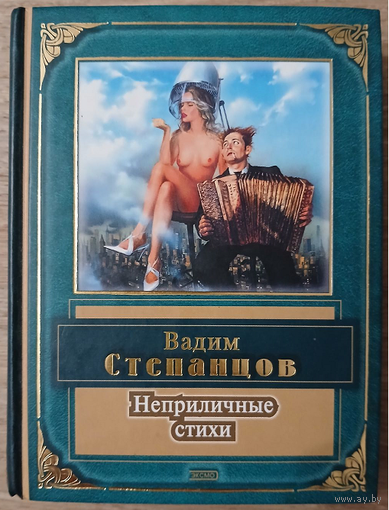 Вадим
Степанцов
Неприличные
стихи
ЭКСМО
www.ay.by